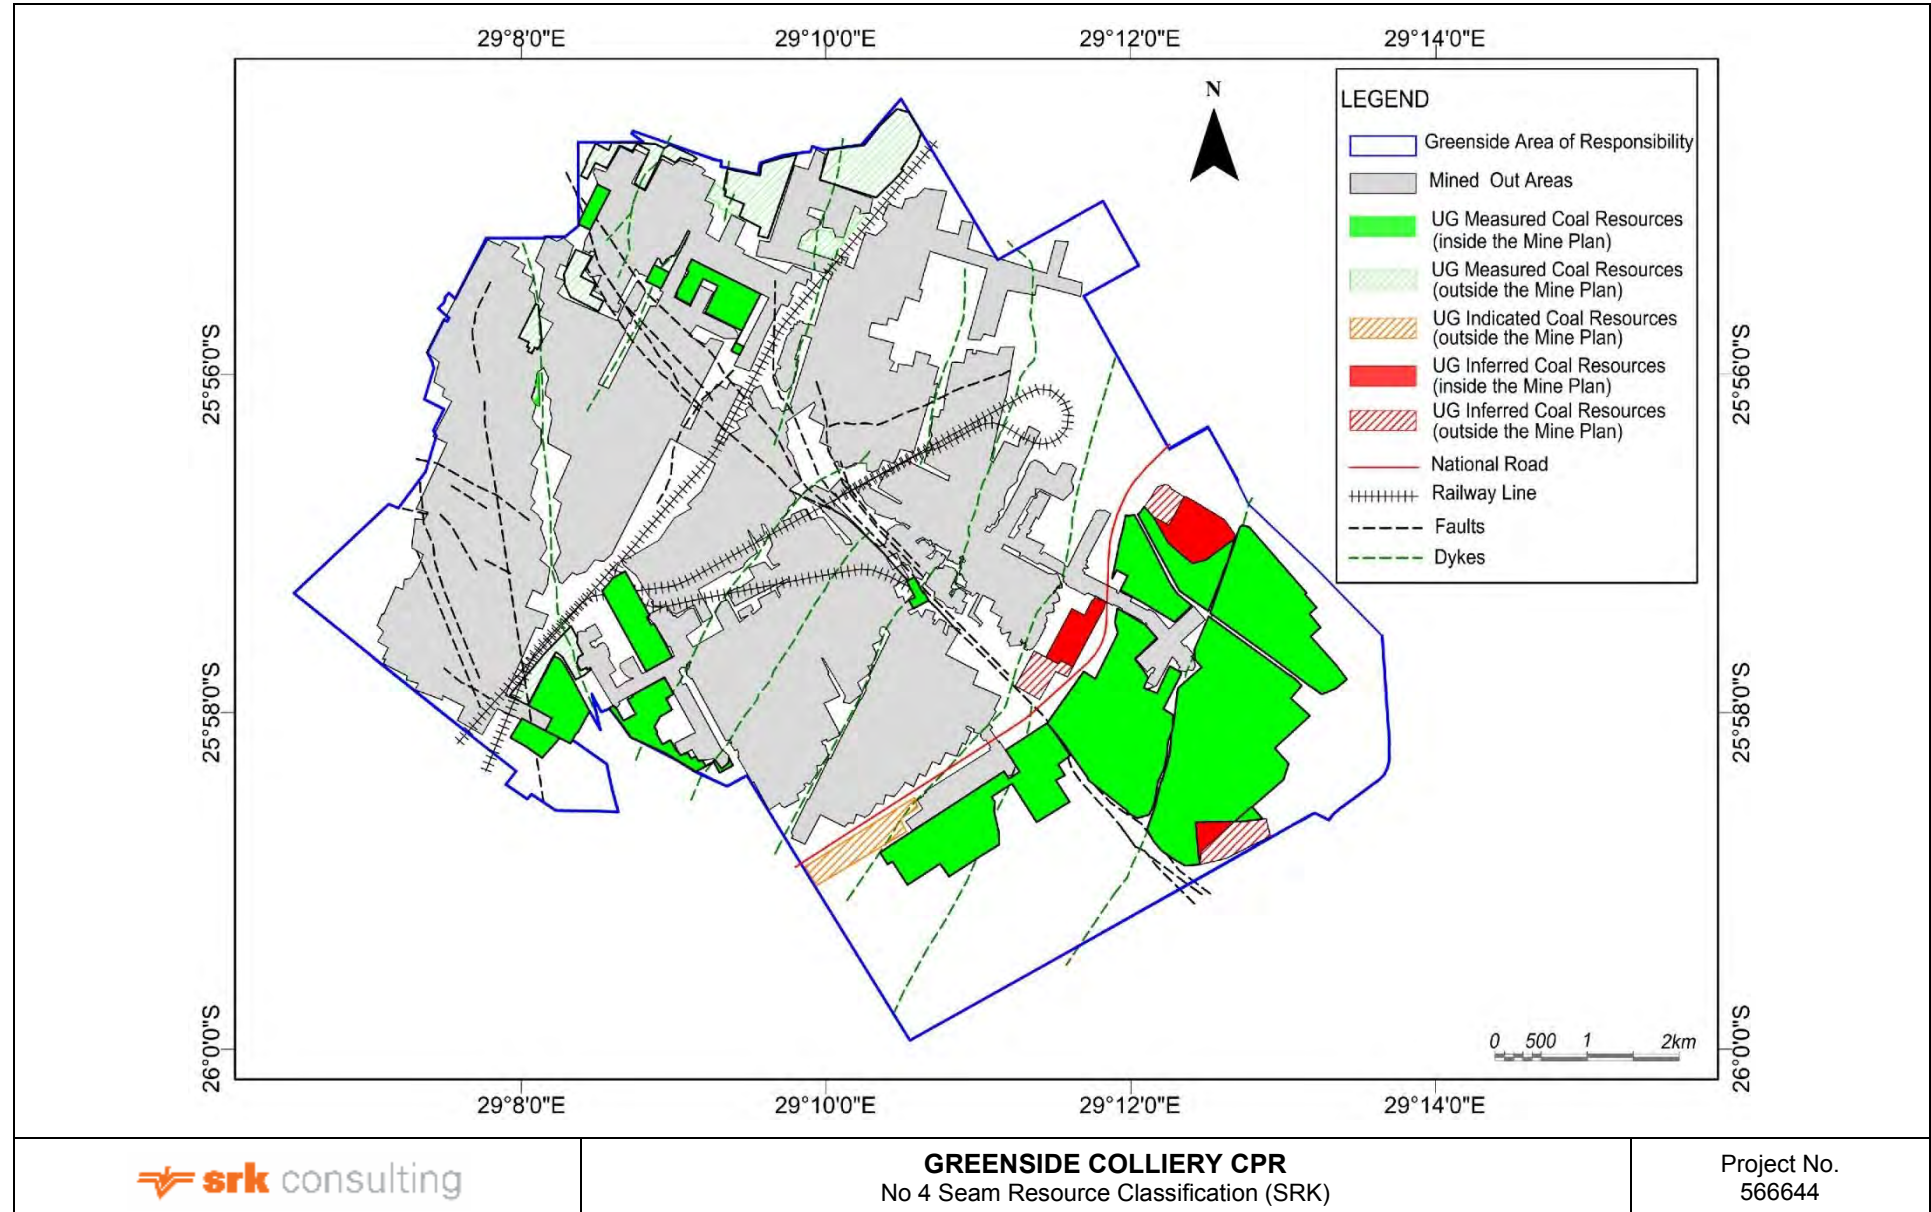 29°8'0"E 29°10'0"E 29°12'0"E 29°14'0"E
N
LEGEND
Greenside Area of Responsibility
Mined Out Areas
UG Measured Coal Resources
(inside the Mine Plan)
UG Measured Coal Resources
(outside the Mine Plan)
UG Indicated Coal Resources
(outside the Mine Plan)
UG Inferred Coal Resources
(inside the Mine Plan)
UG Inferred Coal Resources
(outside the Mine Plan)
National Road
Railway Line
Faults
Dykes
25°56'0"S 25°56'0"S
25°58'0"S 25°58'0"S
26°0'0"S 26°0'0"S
0 500 1 2km
29°8'0"E 29°10'0"E 29°12'0"E 29°14'0"E
srk consulting
GREENSIDE COLLIERY CPR
No 4 Seam Resource Classification (SRK)
Project No.
566644